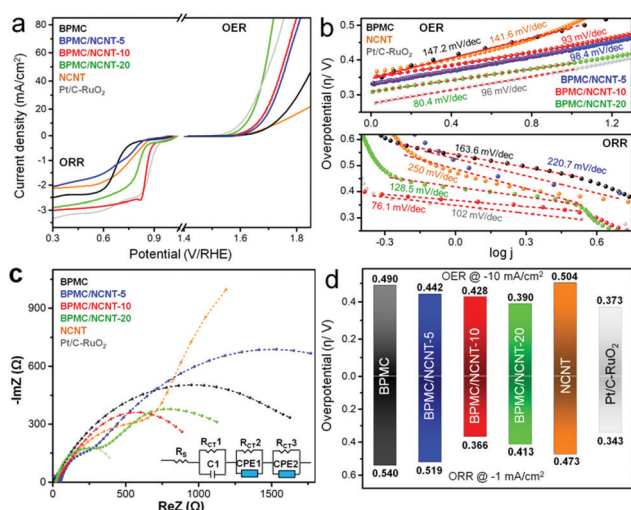 a
OER
ORR
BPMC
BPMC/NCNT-5
BPMC/NCNT-10
BPMC/NCNT-20
NCNT
Pt/C-RuO₂
Current density (mA/cm²)
80
60
40
20
0
-1
-2
-3
0.3
0.6
0.9
1.4
1.6
1.8
Potential (V/RHE)
b
OER
BPMC
NCNT
Pt/C-RuO₂
141.6 mV/dec
147.2 mV/dec
93 mV/dec
98.4 mV/dec
80.4 mV/dec
96 mV/dec
BPMC/NCNT-5
BPMC/NCNT-10
BPMC/NCNT-20
0.5
0.4
0.3
0.2
0.0
0.4
0.8
1.2
ORR
163.6 mV/dec
220.7 mV/dec
250 mV/dec
128.5 mV/dec
76.1 mV/dec
102 mV/dec
0.6
0.5
0.4
0.3
-0.6
-0.3
0.0
0.3
0.6
log j
Overpotential (η/ V)
c
BPMC
BPMC/NCNT-5
BPMC/NCNT-10
BPMC/NCNT-20
NCNT
Pt/C-RuO₂
-ImZ (Ω)
900
600
300
0
0
250
500
750
1000
1250
1500
ReZ (Ω)
Rs
RCT1
RCT2
RCT3
C1
CPE1
CPE2
d
OER @ -10 mA/cm²
0.490
0.442
0.428
0.390
0.504
0.373
BPMC
BPMC/NCNT-5
BPMC/NCNT-10
BPMC/NCNT-20
NCNT
Pt/C-RuO₂
0.540
0.519
0.366
0.413
0.473
0.343
ORR @ -1 mA/cm²
Overpotential (η/ V)
0.4
0.2
0.0
0.2
0.4
0.6